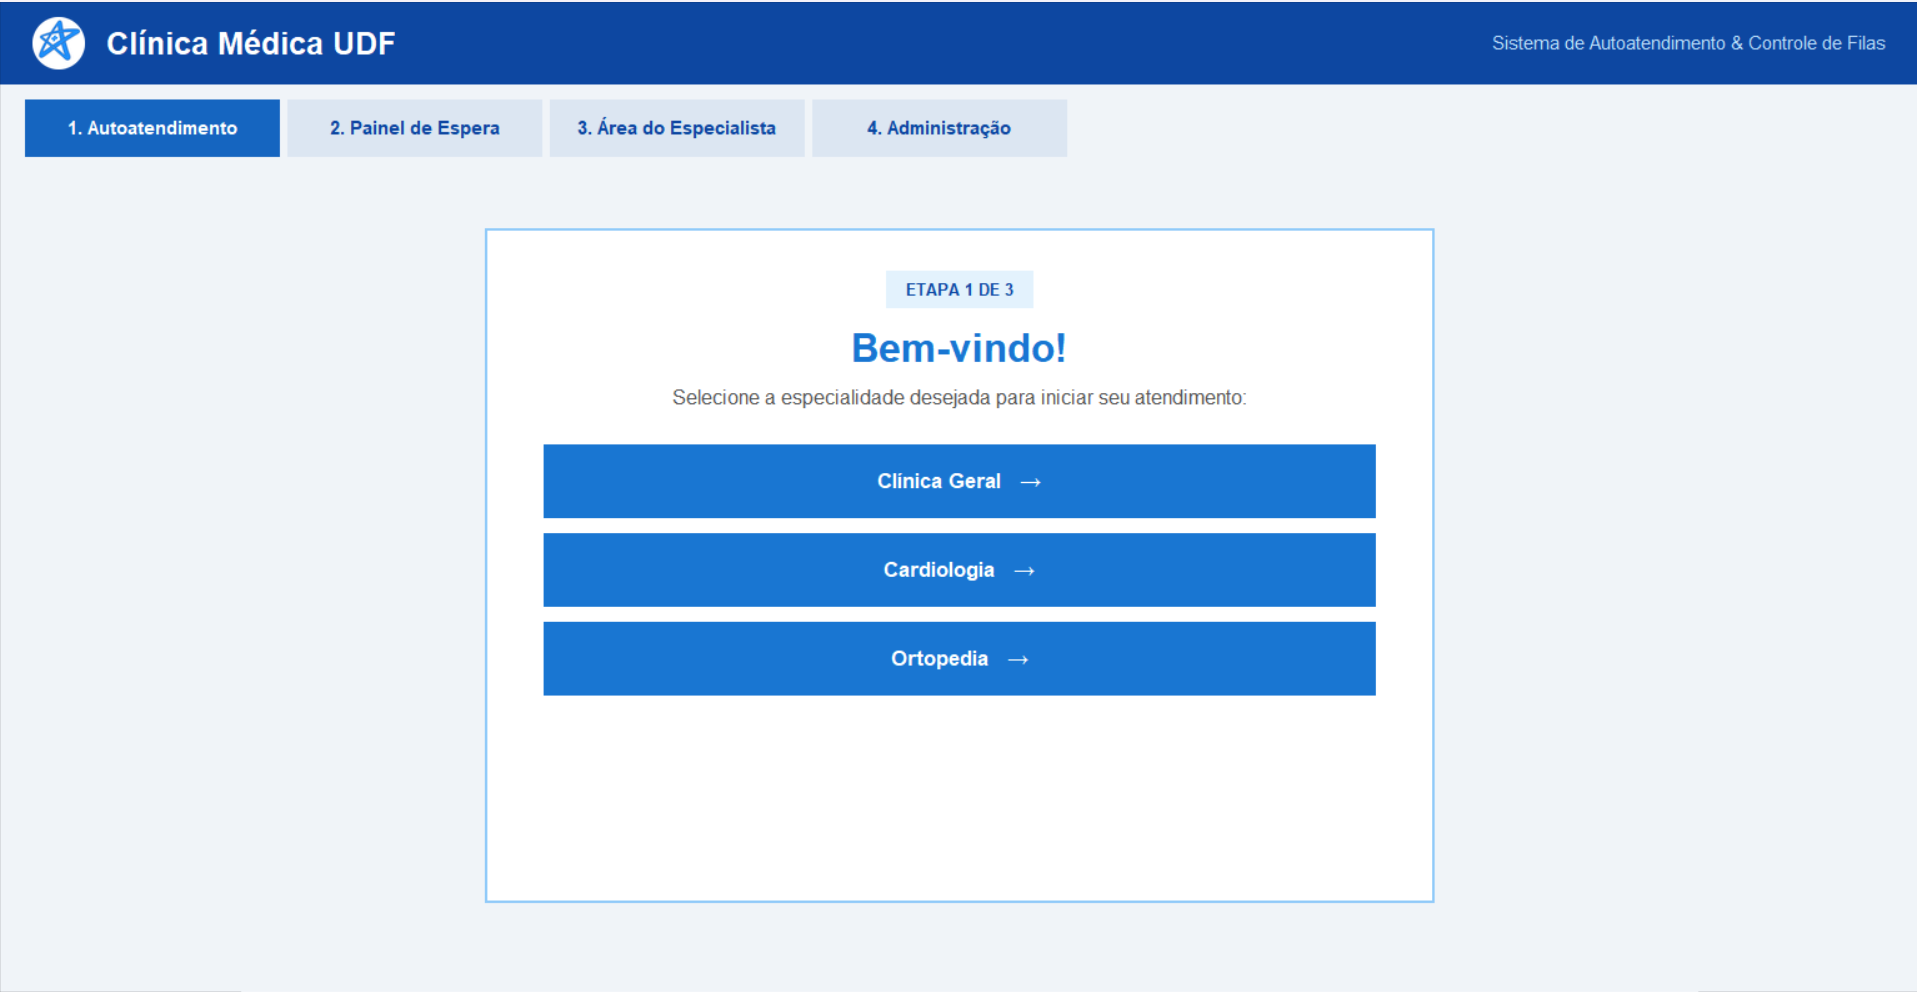 Clínica Médica UDF
Sistema de Autoatendimento & Controle de Filas
1. Autoatendimento
2. Painel de Espera
3. Área do Especialista
4. Administração
ETAPA 1 DE 3
Bem-vindo!
Selecione a especialidade desejada para iniciar seu atendimento:
Clínica Geral →
Cardiologia →
Ortopedia →